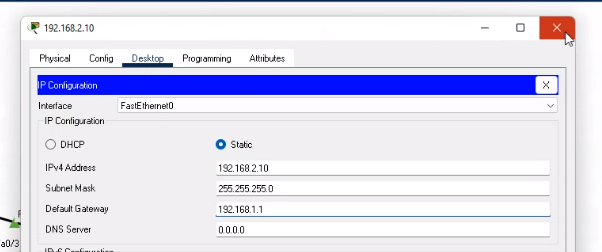 192.168.2.10
Physical Config Desktop Programming Attributes
IP Configuration X
Interface FastEthernet0
IP Configuration
DHCP Static
IPv4 Address 192.168.2.10
Subnet Mask 255.255.255.0
Default Gateway 192.168.1.1
DNS Server 0.0.0.0
IPv6 Configuration
a0/3